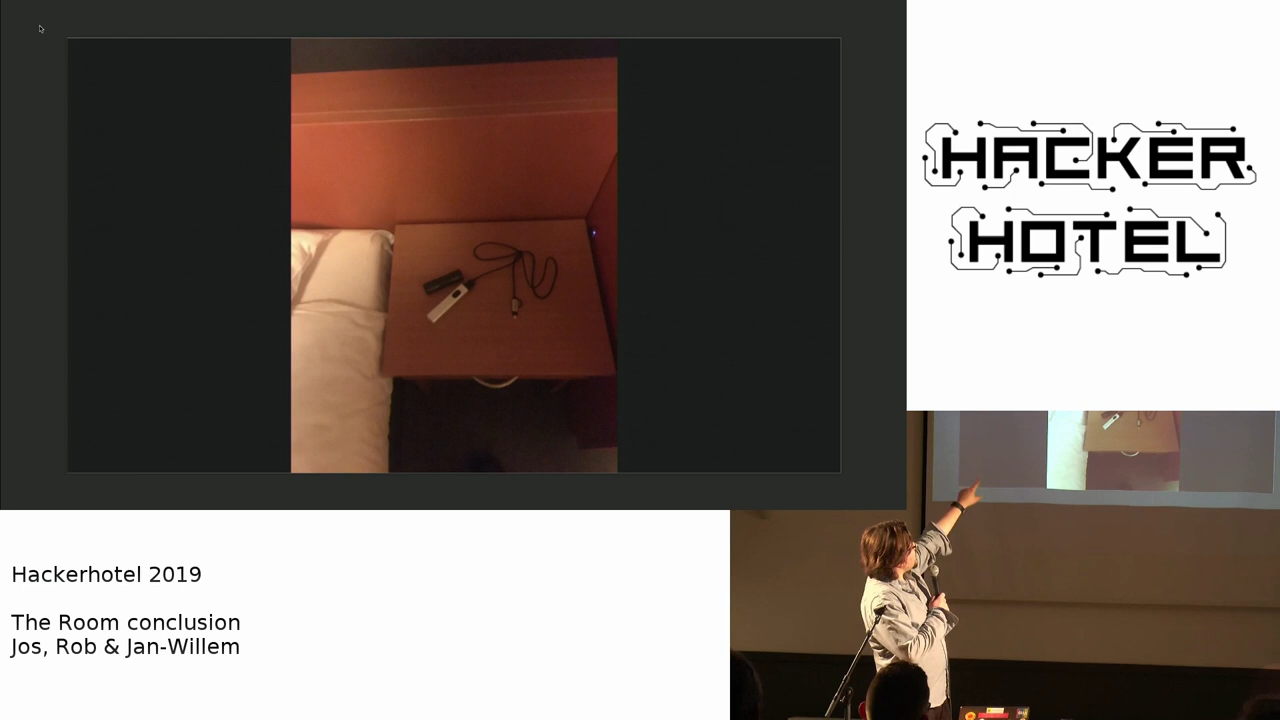 HACKER
HOTEL
Hackerhotel 2019
The Room conclusion
Jos, Rob & Jan-Willem